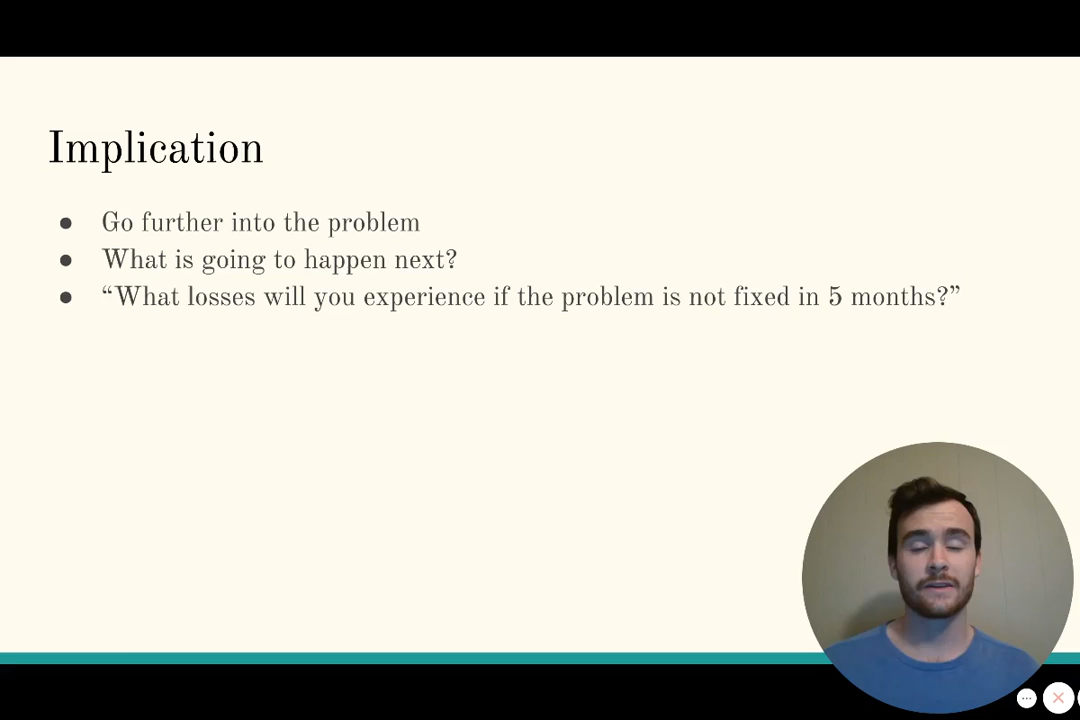 Implication
● Go further into the problem
● What is going to happen next?
● “What losses will you experience if the problem is not fixed in 5 months?”